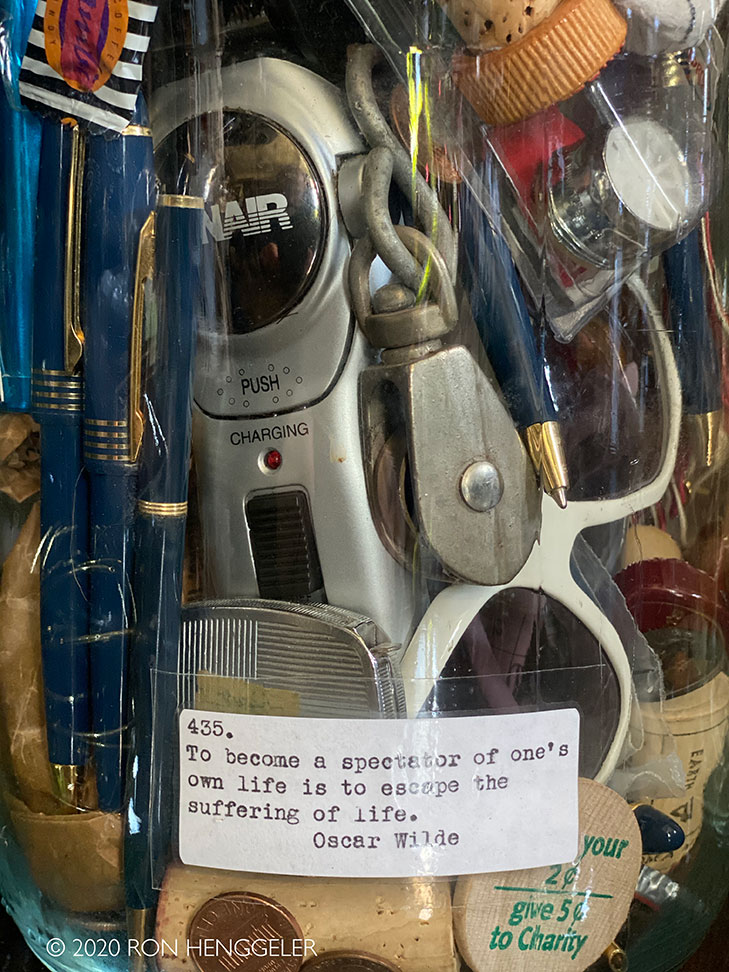 NAIR
PUSH
CHARGING
435.
To become a spectator of one's
own life is to escape the
suffering of life.
Oscar Wilde
EARTH
your
2¢
give 5¢
to Charity
© 2020 RON HENGGELER